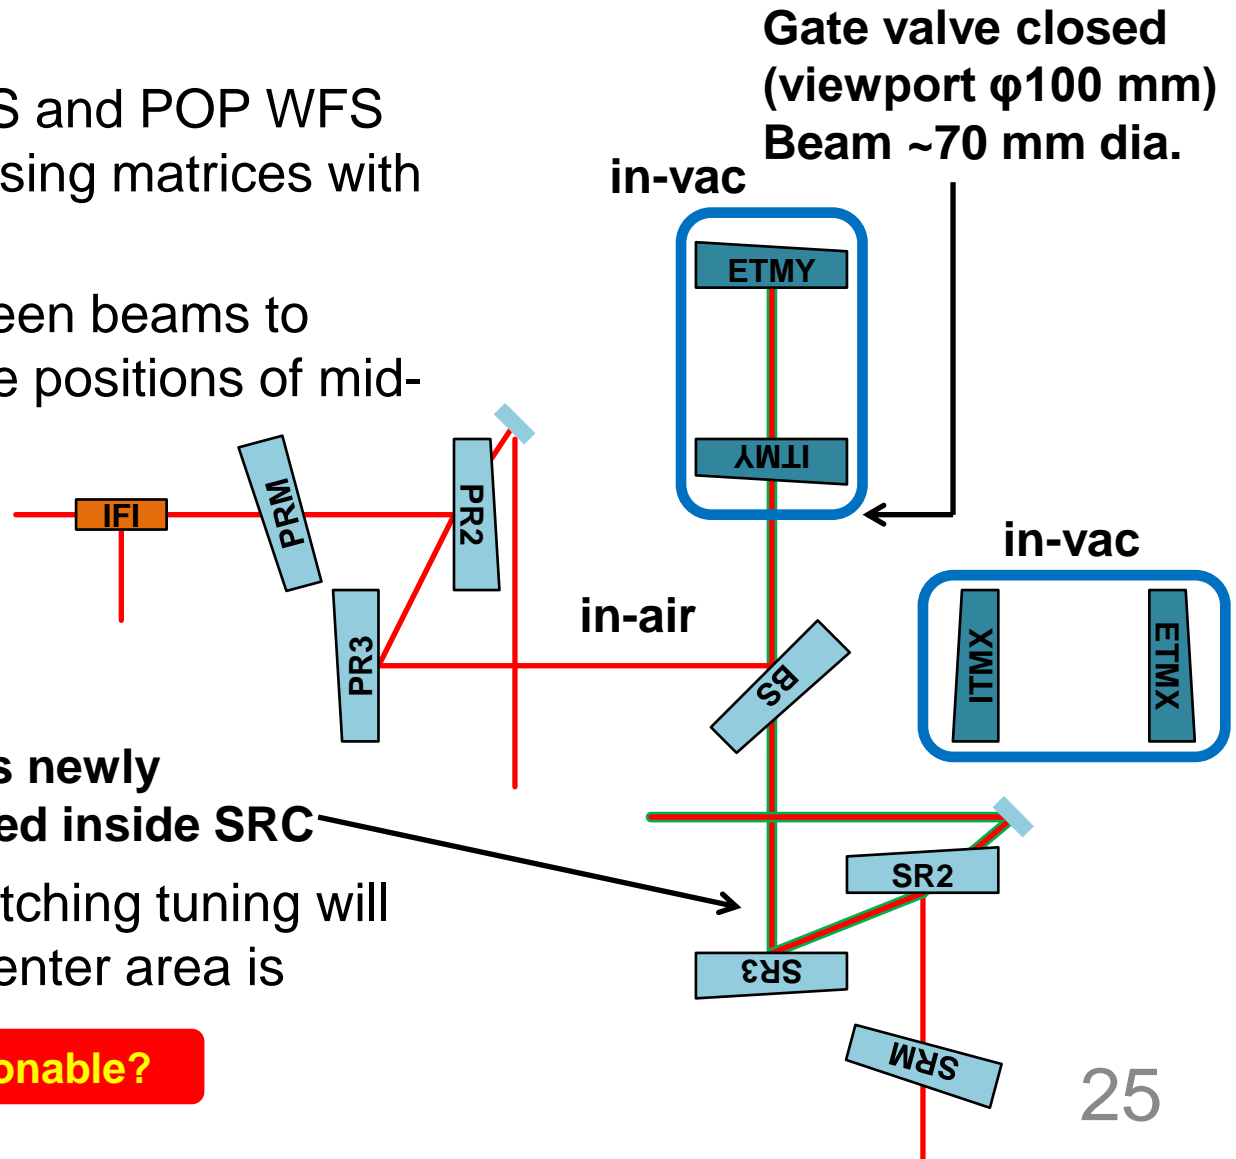 Gate valve closed
(viewport φ100 mm)
Beam ~70 mm dia.
S and POP WFS
sing matrices with
in-vac
ETMY
een beams to
e positions of mid-
ITMY
IFI
PRM
PR2
in-vac
in-air
PR3
BS
ITMX
ETMX
s newly
ed inside SRC
SR2
tching tuning will
enter area is
SR3
onable?
SRM
25